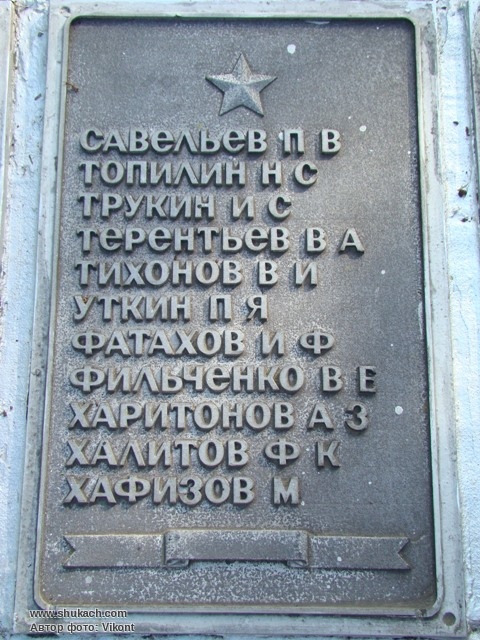 САВЕЛЬЕВ П В
ТОПИЛИН Н С
ТРУКИН И С
ТЕРЕНТЬЕВ В А
ТИХОНОВ В И
УТКИН П Я
ФАТАХОВ И Ф
ФИЛЬЧЕНКО В Е
ХАРИТОНОВ А З
ХАЛИТОВ Ф К
ХАФИЗОВ М
www.shukach.com
Автор фото: Vikont